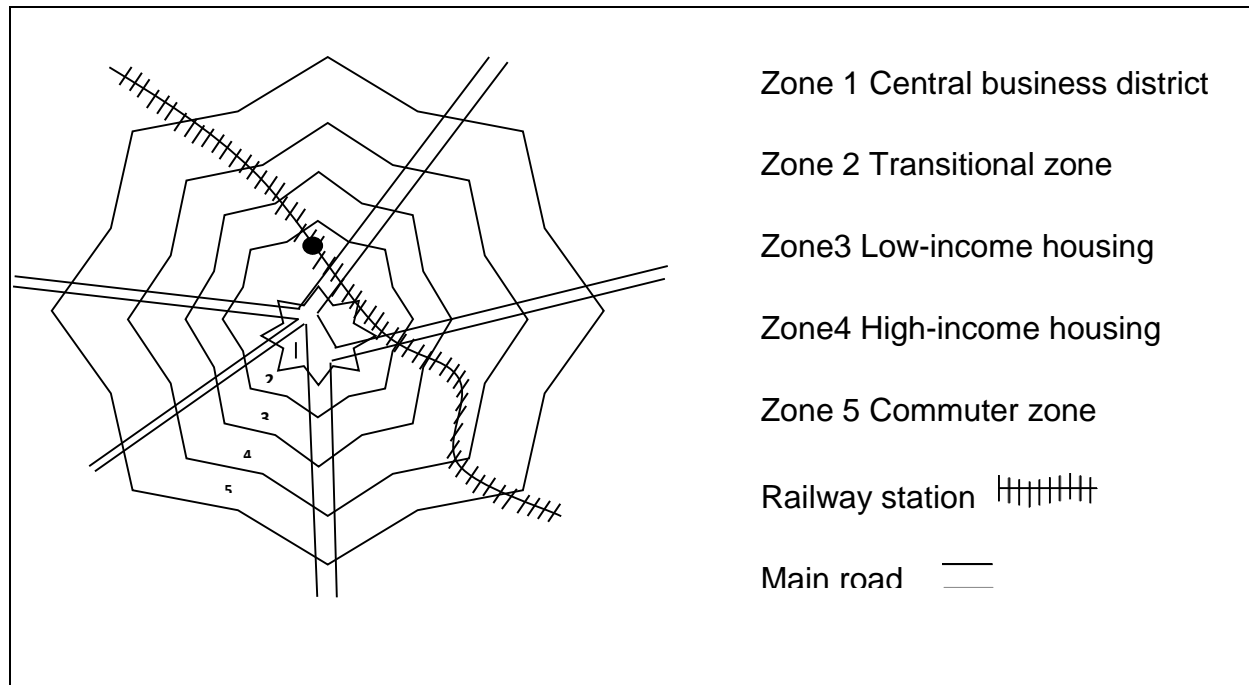 Zone 1 Central business district
Zone 2 Transitional zone
Zone3 Low-income housing
Zone4 High-income housing
Zone 5 Commuter zone
Railway station
Main road
1
2
3
4
5